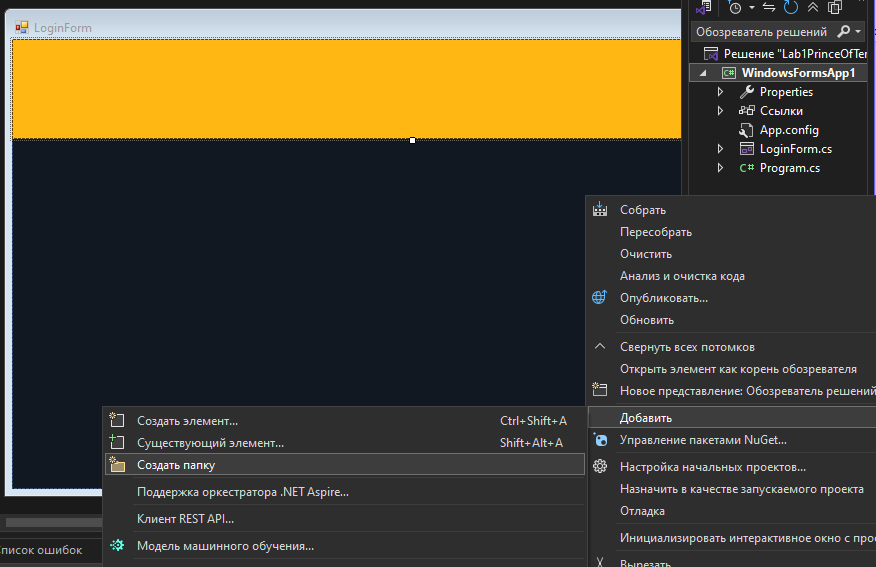 LoginForm
Обозреватель решений
Решение "Lab1PrinceOfTer
WindowsFormsApp1
Properties
Ссылки
App.config
LoginForm.cs
Program.cs
Собрать
Пересобрать
Очистить
Анализ и очистка кода
Опубликовать...
Обновить
Свернуть всех потомков
Открыть элемент как корень обозревателя
Новое представление: Обозреватель решений
Добавить
Управление пакетами NuGet...
Настройка начальных проектов...
Назначить в качестве запускаемого проекта
Отладка
Инициализировать интерактивное окно с прое
Вырезать
Создать элемент... Ctrl+Shift+A
Существующий элемент... Shift+Alt+A
Создать папку
Поддержка оркестратора .NET Aspire...
Клиент REST API...
Модель машинного обучения...
писок ошибок